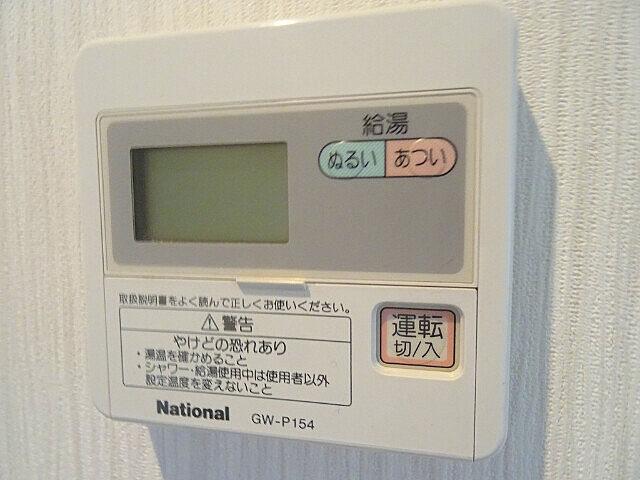 給湯
ぬるい あつい
取扱説明書をよく読んで正しくお使いください。
⚠警告
やけどの恐れあり
・湯温を確かめること
・シャワー・給湯使用中は使用者以外
設定温度を変えないこと
運転
切/入
National GW-P154